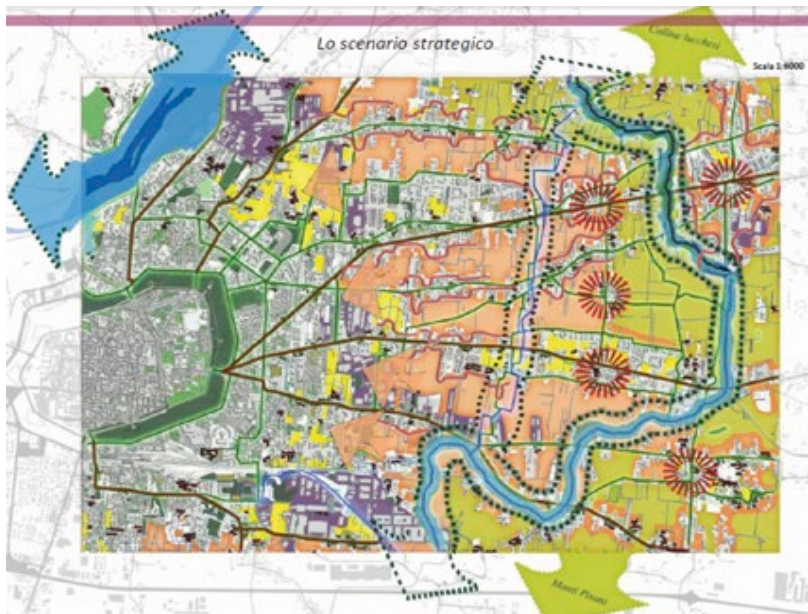 Lo scenario strategico
Colline lucchesi
Scala 1:6000
Monti Pisani